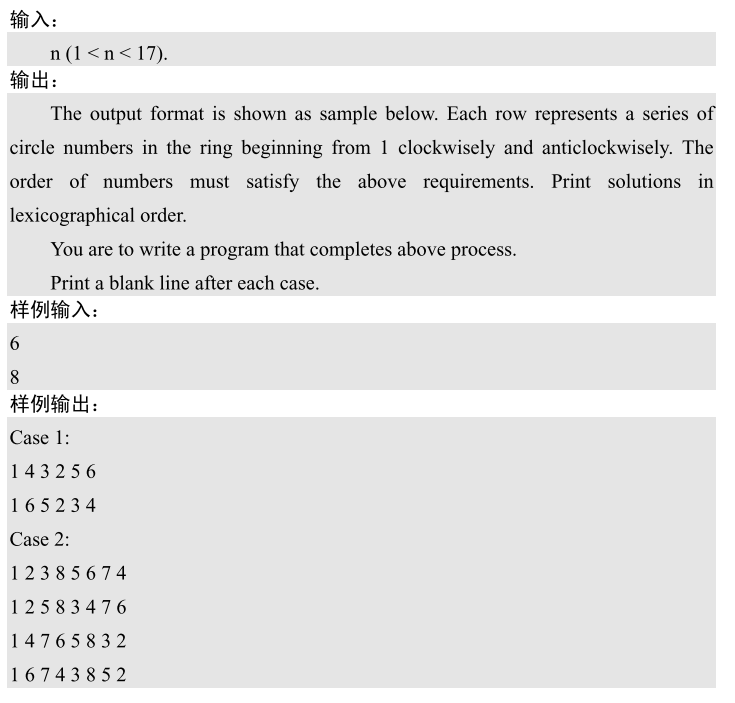 输入：
n (1 < n < 17).
输出：
The output format is shown as sample below. Each row represents a series of
circle numbers in the ring beginning from 1 clockwisely and anticlockwisely. The
order of numbers must satisfy the above requirements. Print solutions in
lexicographical order.
You are to write a program that completes above process.
Print a blank line after each case.
样例输入：
6
8
样例输出：
Case 1:
1 4 3 2 5 6
1 6 5 2 3 4
Case 2:
1 2 3 8 5 6 7 4
1 2 5 8 3 4 7 6
1 4 7 6 5 8 3 2
1 6 7 4 3 8 5 2